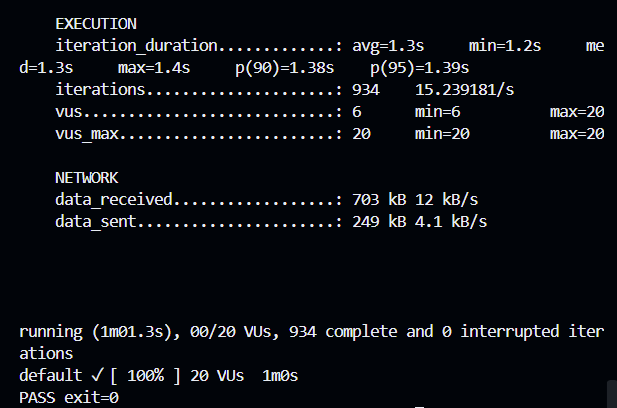 EXECUTION
iteration_duration.............: avg=1.3s     min=1.2s     me
d=1.3s     max=1.4s     p(90)=1.38s    p(95)=1.39s
iterations.....................: 934    15.239181/s
vus............................: 6      min=6          max=20
vus_max........................: 20     min=20         max=20
NETWORK
data_received..................: 703 kB 12 kB/s
data_sent......................: 249 kB 4.1 kB/s
running (1m01.3s), 00/20 VUs, 934 complete and 0 interrupted iter
ations
default ✓ [ 100% ] 20 VUs  1m0s
PASS exit=0